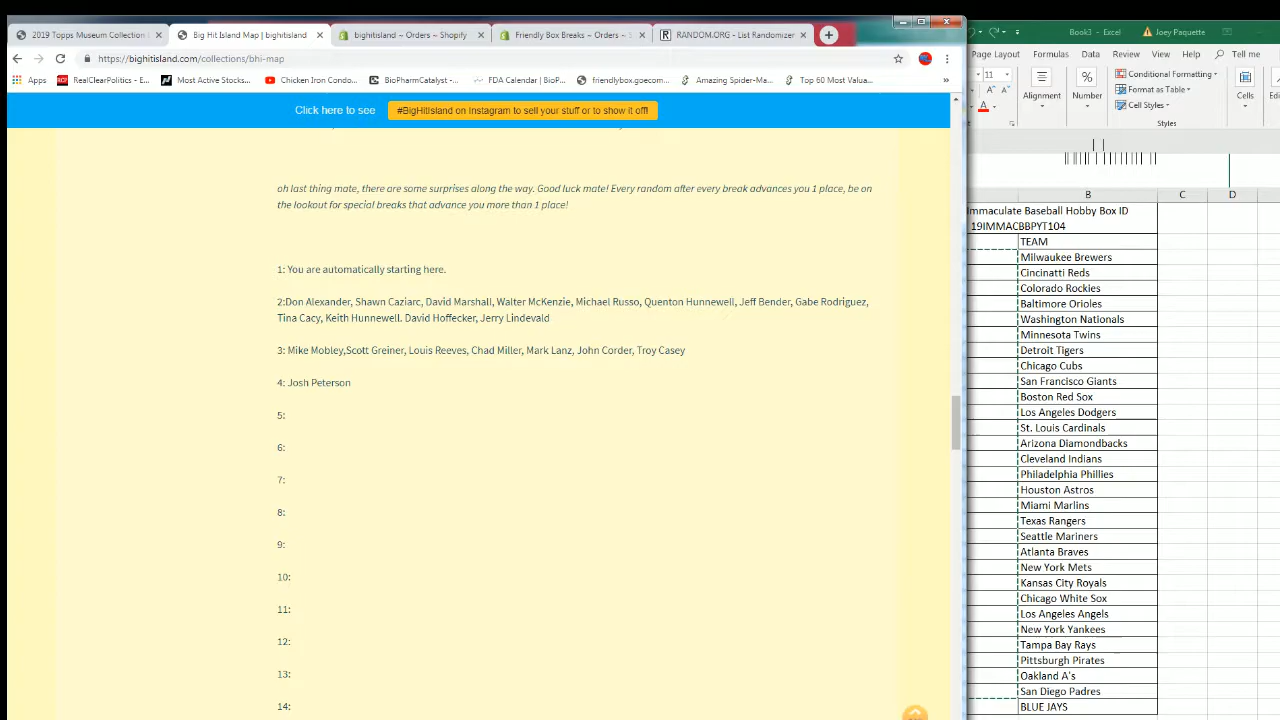 2019 Topps Museum Collection
Big Hit Island Map | bighitisland
bighitisland ~ Orders ~ Shopify
Friendly Box Breaks ~ Orders ~ S
RANDOM.ORG - List Randomizer
https://bighitisland.com/collections/bhi-map
Apps
RealClearPolitics - E...
Most Active Stocks...
Chicken Iron Condo...
BioPharmCatalyst...
FDA Calendar | BioP...
friendlybox.goecom...
Amazing Spider-Ma...
Top 60 Most Valua...
Click here to see
#BigHitIsland on Instagram to sell your stuff or to show it off!
oh last thing mate, there are some surprises along the way. Good luck mate! Every random after every break advances you 1 place, be on
the lookout for special breaks that advance you more than 1 place!
1: You are automatically starting here.
2:Don Alexander, Shawn Caziarc, David Marshall, Walter McKenzie, Michael Russo, Quenton Hunnewell, Jeff Bender, Gabe Rodriguez,
Tina Cacy, Keith Hunnewell. David Hoffecker, Jerry Lindevald
3: Mike Mobley,Scott Greiner, Louis Reeves, Chad Miller, Mark Lanz, John Corder, Troy Casey
4: Josh Peterson
5:
6:
7:
8:
9:
10:
11:
12:
13:
14:
Book3 - Excel
Joey Paquette
Page Layout
Formulas
Data
Review
View
Help
Tell me
11
Alignment
Number
Conditional Formatting
Format as Table
Cell Styles
Styles
Cells
B
C
D
Immaculate Baseball Hobby Box ID
19IMMACBBPYT104
TEAM
Milwaukee Brewers
Cincinatti Reds
Colorado Rockies
Baltimore Orioles
Washington Nationals
Minnesota Twins
Detroit Tigers
Chicago Cubs
San Francisco Giants
Boston Red Sox
Los Angeles Dodgers
St. Louis Cardinals
Arizona Diamondbacks
Cleveland Indians
Philadelphia Phillies
Houston Astros
Miami Marlins
Texas Rangers
Seattle Mariners
Atlanta Braves
New York Mets
Kansas City Royals
Chicago White Sox
Los Angeles Angels
New York Yankees
Tampa Bay Rays
Pittsburgh Pirates
Oakland A's
San Diego Padres
BLUE JAYS